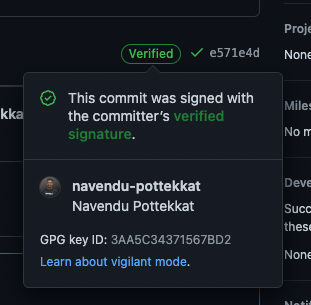 Proje
None
Verified e571e4d
This commit was signed with
the committer's verified
signature.
kka
Miles
No m
navendu-pottekkat
Navendu Pottekkat
Deve
Succ
these
GPG key ID: 3AA5C34371567BD2
None
Learn about vigilant mode.